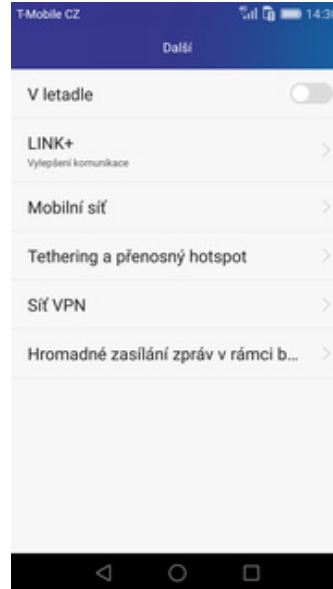 T-Mobile CZ
Další
V letadle
LINK+
Vylepšení komunikace
Mobilní síť
Tethering a přenosný hotspot
Síť VPN
Hromadné zasílání zpráv v rámci b...